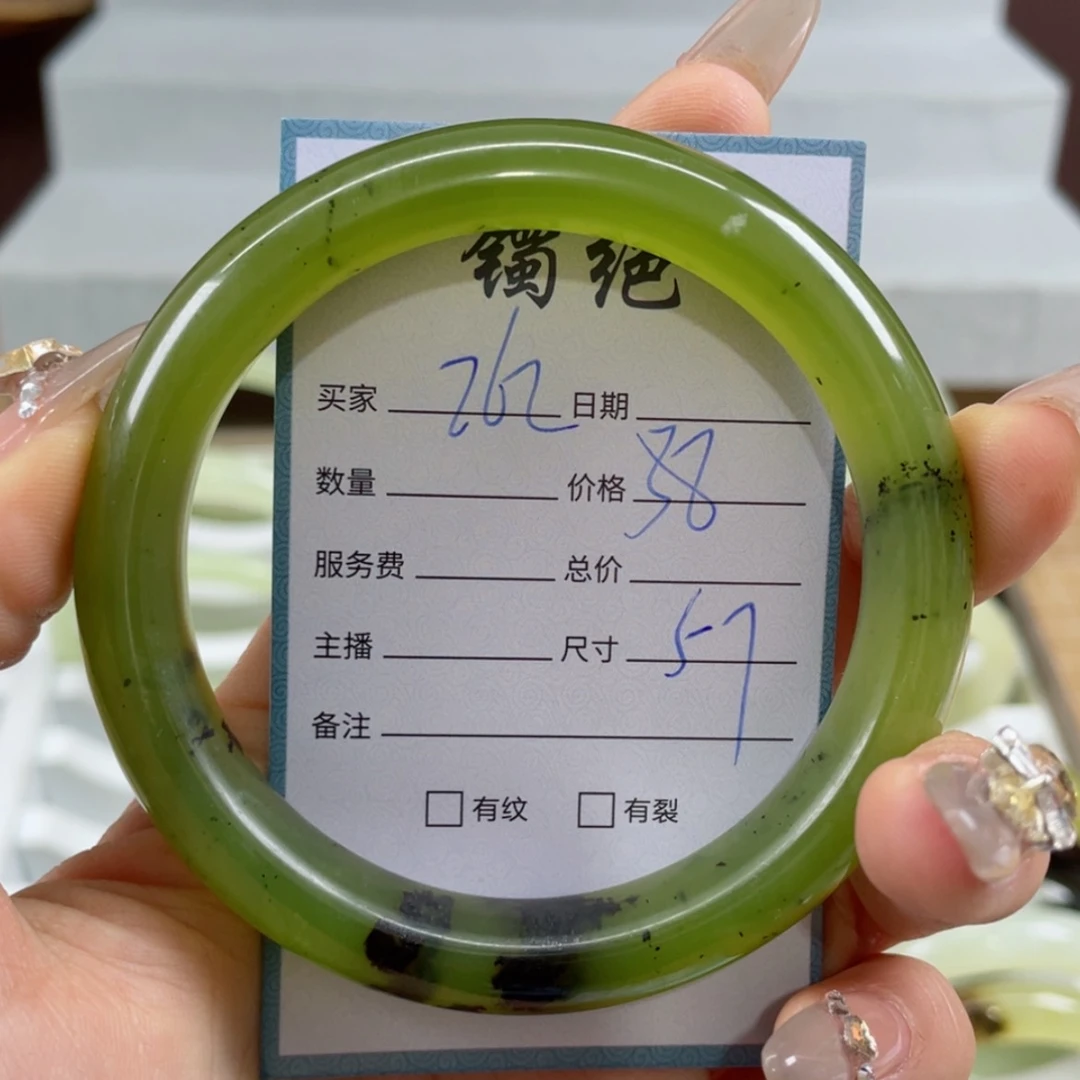 镯绝
买家 262 日期
数量 价格 38
服务费 总价
主播 尺寸 57
备注
□有纹 □有裂